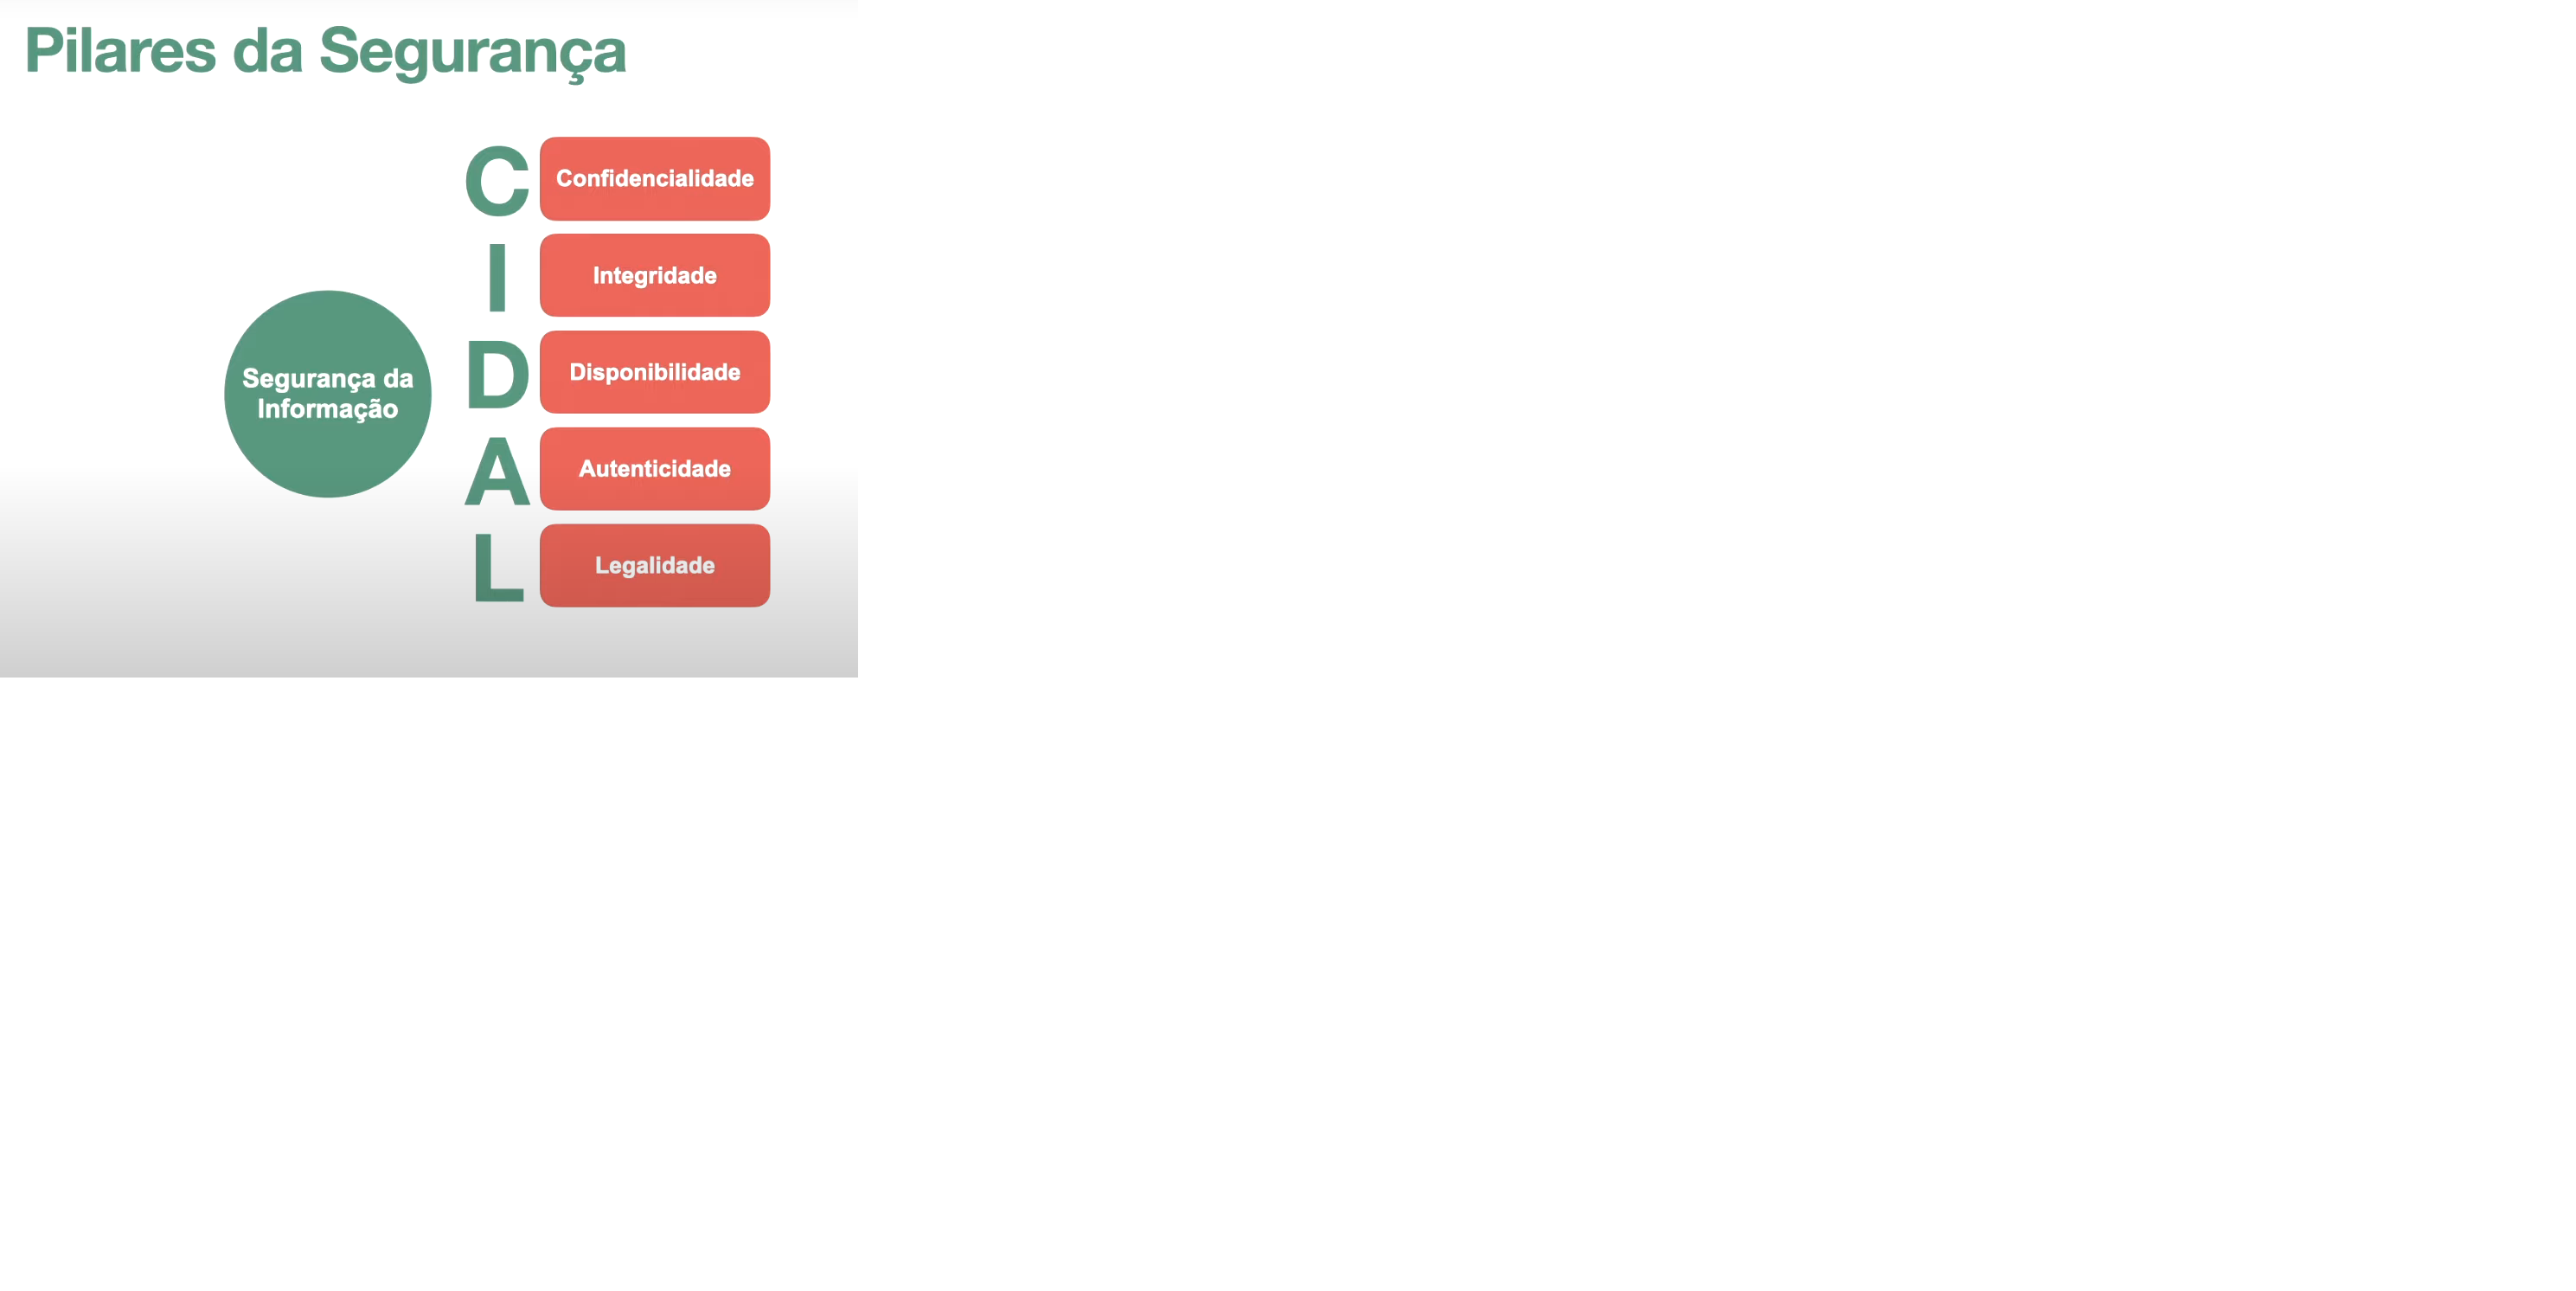 Pilares da Segurança
Segurança da
Informação
C Confidencialidade
I Integridade
D Disponibilidade
A Autenticidade
L Legalidade